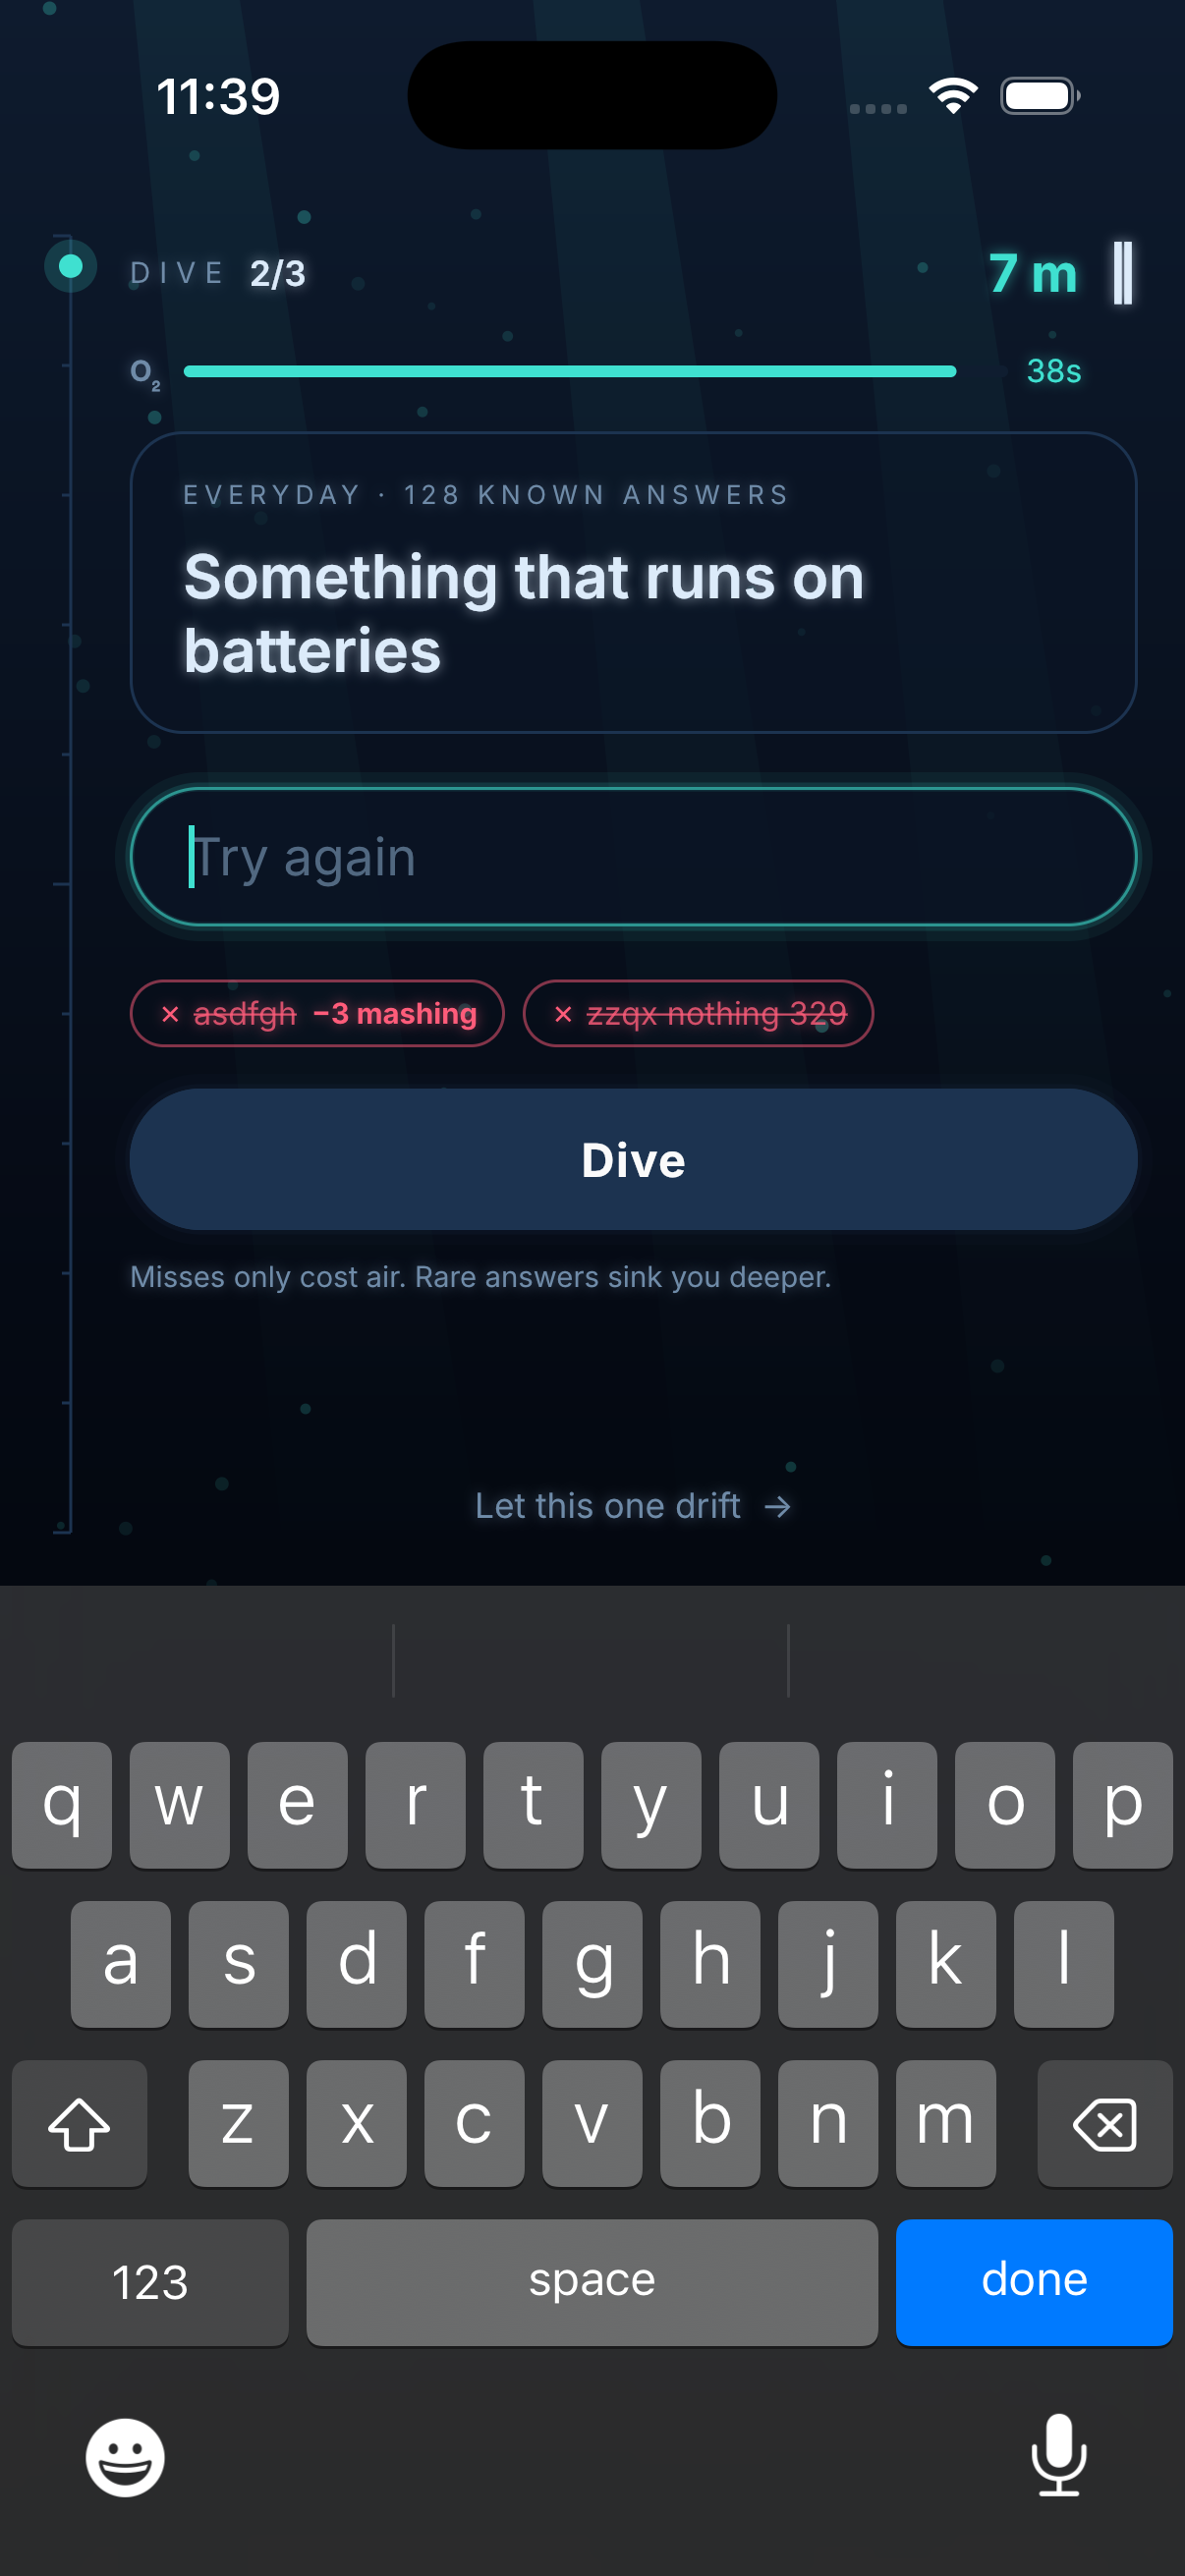 11:39
DIVE 2/3 7 m
O₂ 38s
EVERYDAY · 128 KNOWN ANSWERS
Something that runs on
batteries
Try again
× asdfgh −3 mashing × zzqx nothing 329
Dive
Misses only cost air. Rare answers sink you deeper.
Let this one drift →
q w e r t y u i o p
a s d f g h j k l
z x c v b n m
123 space done